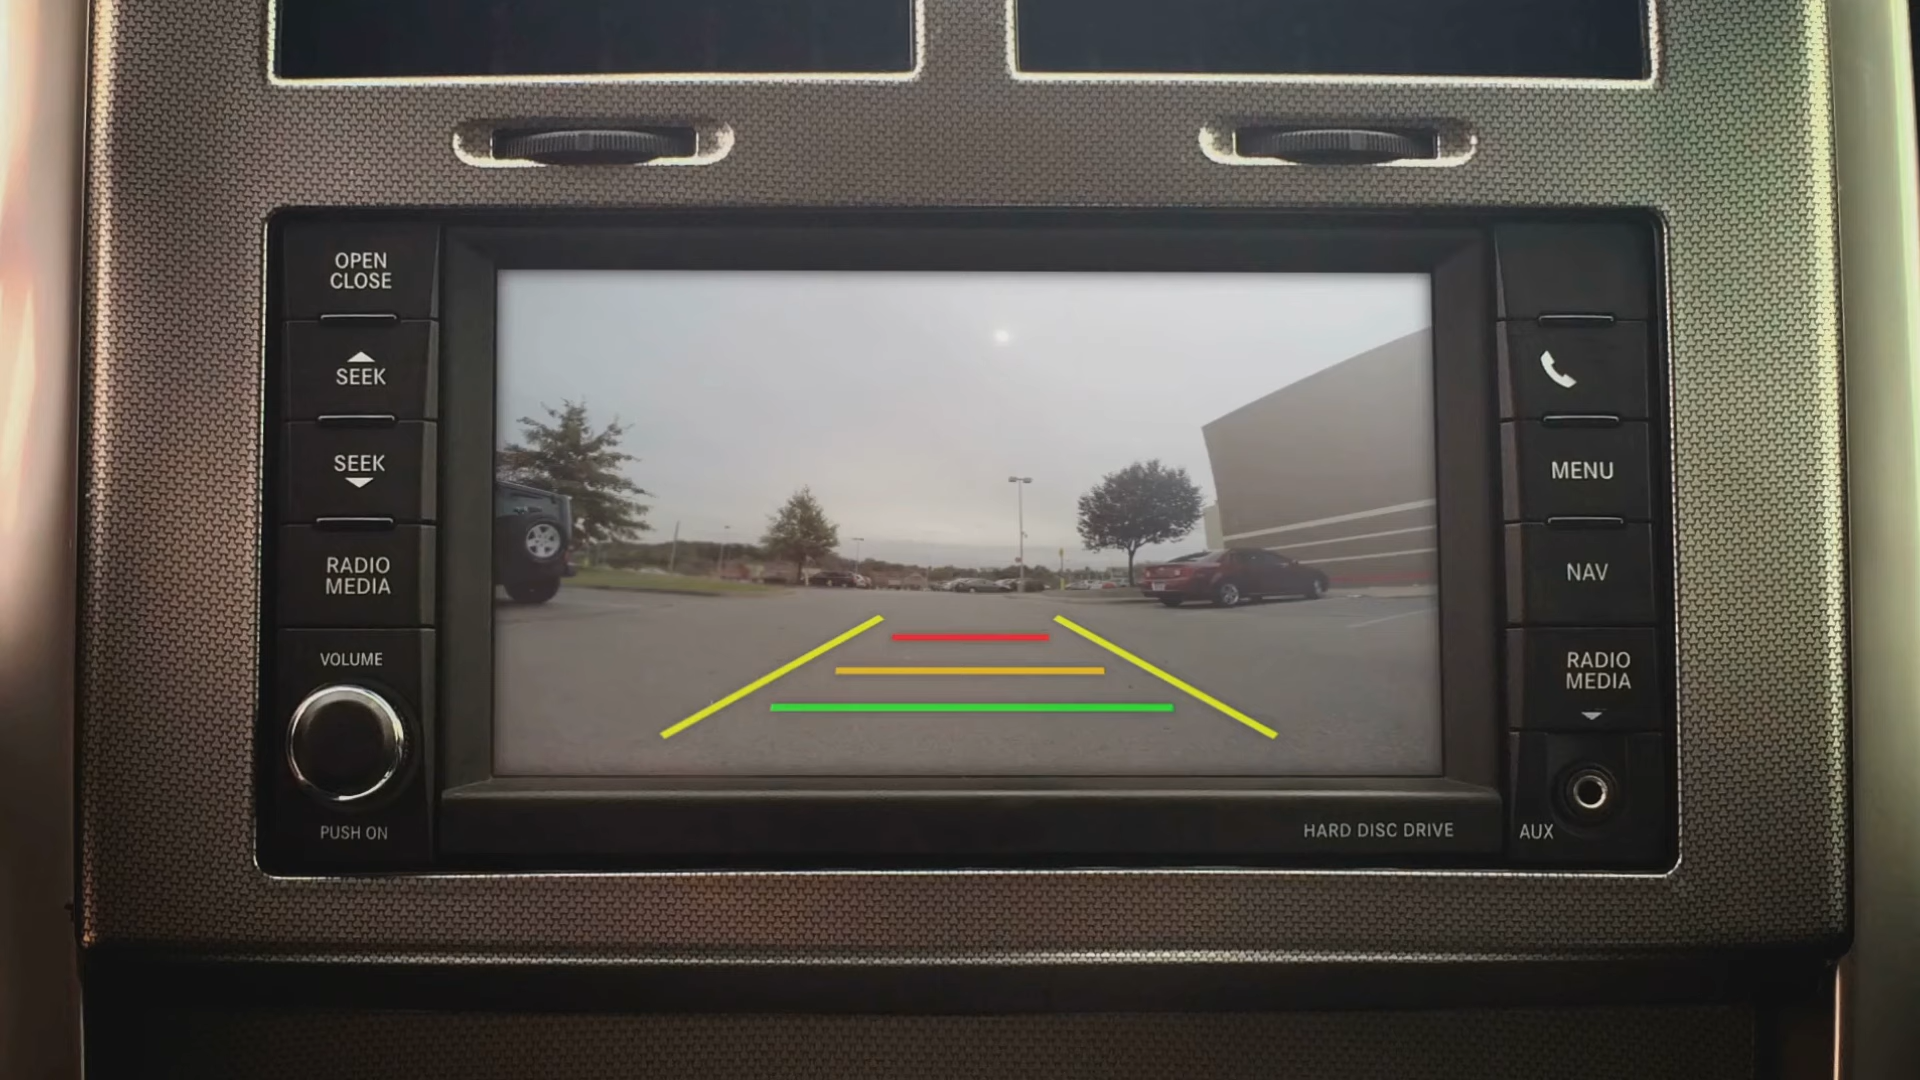 OPEN
CLOSE
SEEK
SEEK
RADIO
MEDIA
VOLUME
PUSH ON
MENU
NAV
RADIO
MEDIA
HARD DISC DRIVE
AUX